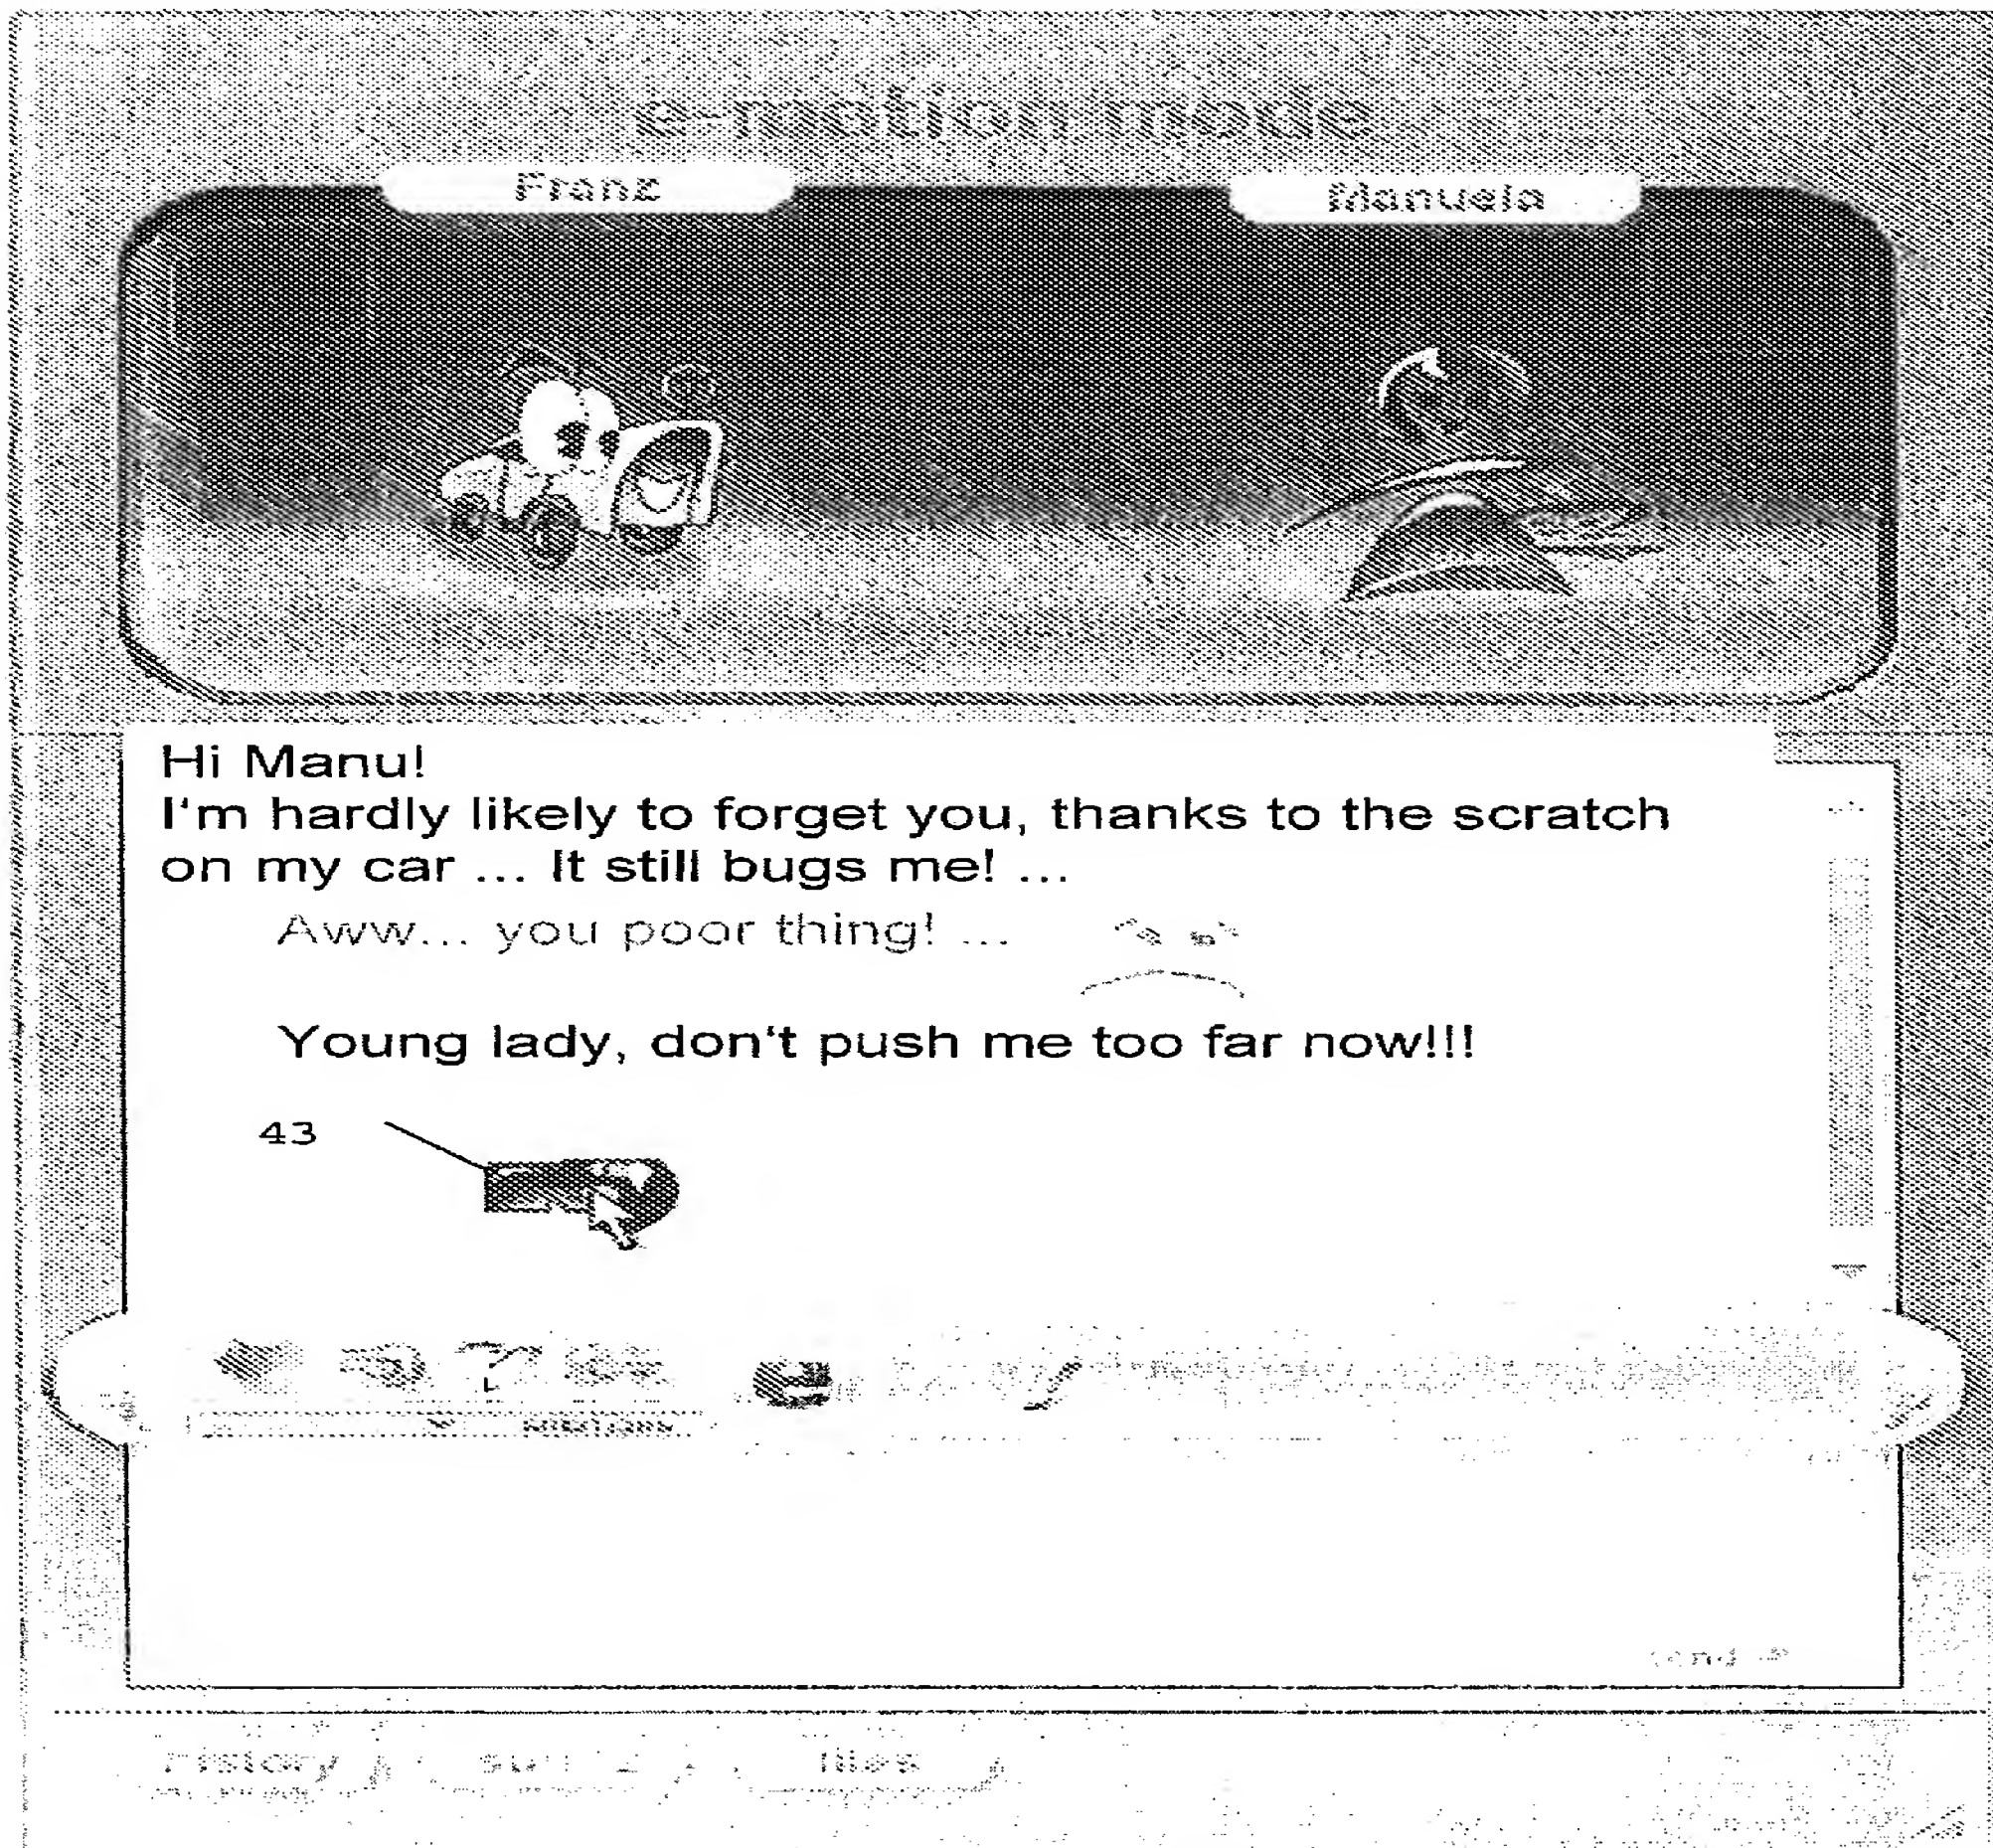 e-motion mode
Franz
Manuela
Hi Manu!
I'm hardly likely to forget you, thanks to the scratch
on my car ... It still bugs me! ...
Aww... you poor thing! ...
Young lady, don't push me too far now!!!
43
send
history
files